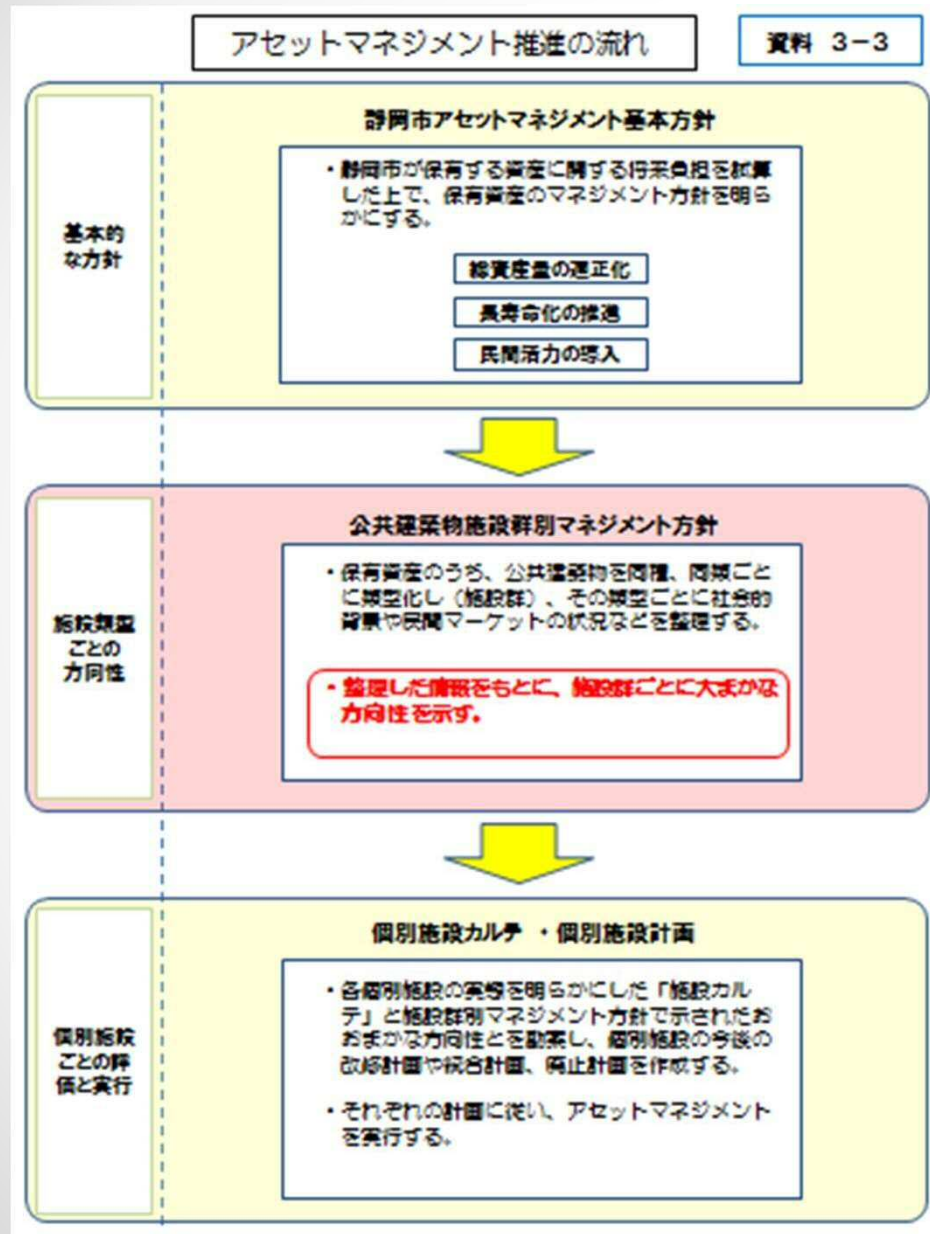 アセットマネジメント推進の流れ
資料 3-3
基本的
な方針
静岡市アセットマネジメント基本方針
・静岡市が保有する資産に関する将来負担を試算
した上で、保有資産のマネジメント方針を明ら
かにする。
総資産量の適正化
長寿命化の推進
民間活力の導入
施設類型
ごとの
方向性
公共建築物施設群別マネジメント方針
・保有資産のうち、公共建築物を同種、同類ごと
に類型化し（施設群）、その類型ごとに社会的
背景や民間マーケットの状況などを整理する。
・整理した情報をもとに、施設群ごとに大まかな
方向性を示す。
個別施設
ごとの評
価と実行
個別施設カルテ ・個別施設計画
・各個別施設の実態を明らかにした「施設カル
テ」と施設群別マネジメント方針で示されたお
おまかな方向性とを勘案し、個別施設の今後の
改修計画や統合計画、廃止計画を作成する。
・それぞれの計画に従い、アセットマネジメント
を実行する。